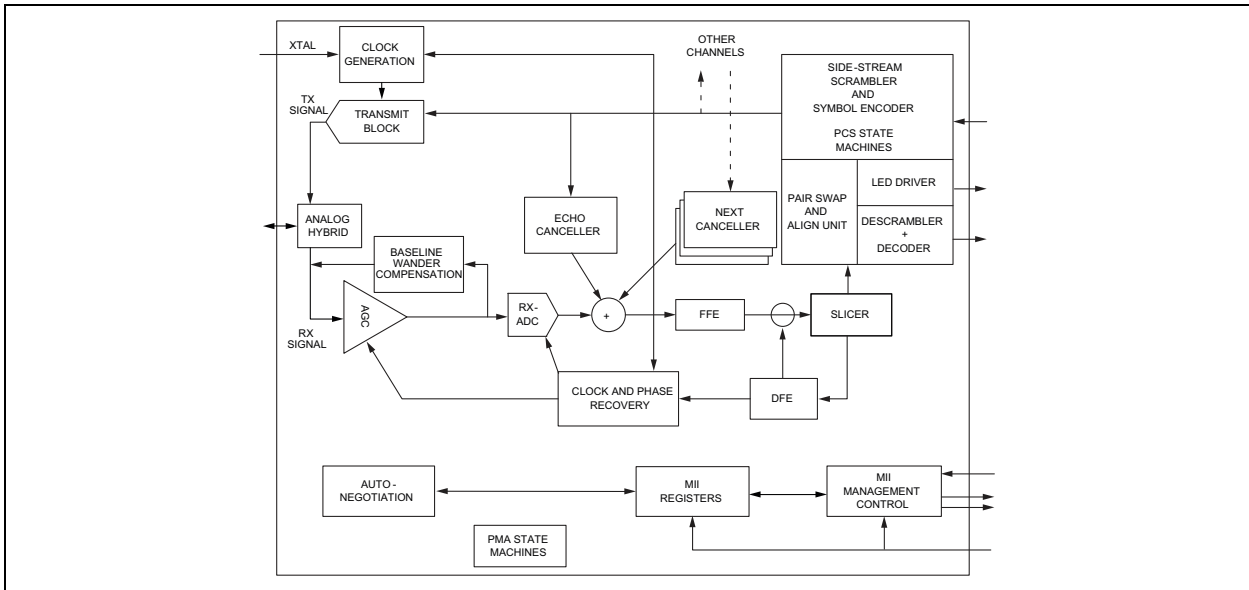 XTAL
CLOCK
GENERATION
OTHER
CHANNELS
SIDE-STREAM
SCRAMBLER
AND
SYMBOL ENCODER
PCS STATE
MACHINES
TX
SIGNAL
TRANSMIT
BLOCK
LED DRIVER
PAIR SWAP
AND
ALIGN UNIT
DESCRAMBLER
+
DECODER
ANALOG
HYBRID
ECHO
CANCELLER
NEXT
CANCELLER
BASELINE
WANDER
COMPENSATION
AGC
RX
SIGNAL
RX-
ADC
+
FFE
SLICER
CLOCK AND PHASE
RECOVERY
DFE
AUTO-
NEGOTIATION
MII
REGISTERS
MII
MANAGEMENT
CONTROL
PMA STATE
MACHINES